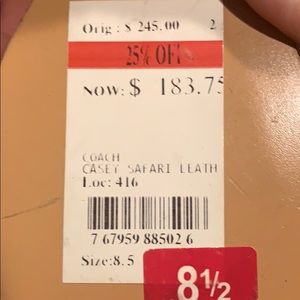 Orig : $ 245.00 2
25% OFF
Now: $ 183.75
COACH
CASEY SAFARI LEATH
Loc: 416
7 67959 88502 6
Size: 8.5
8½